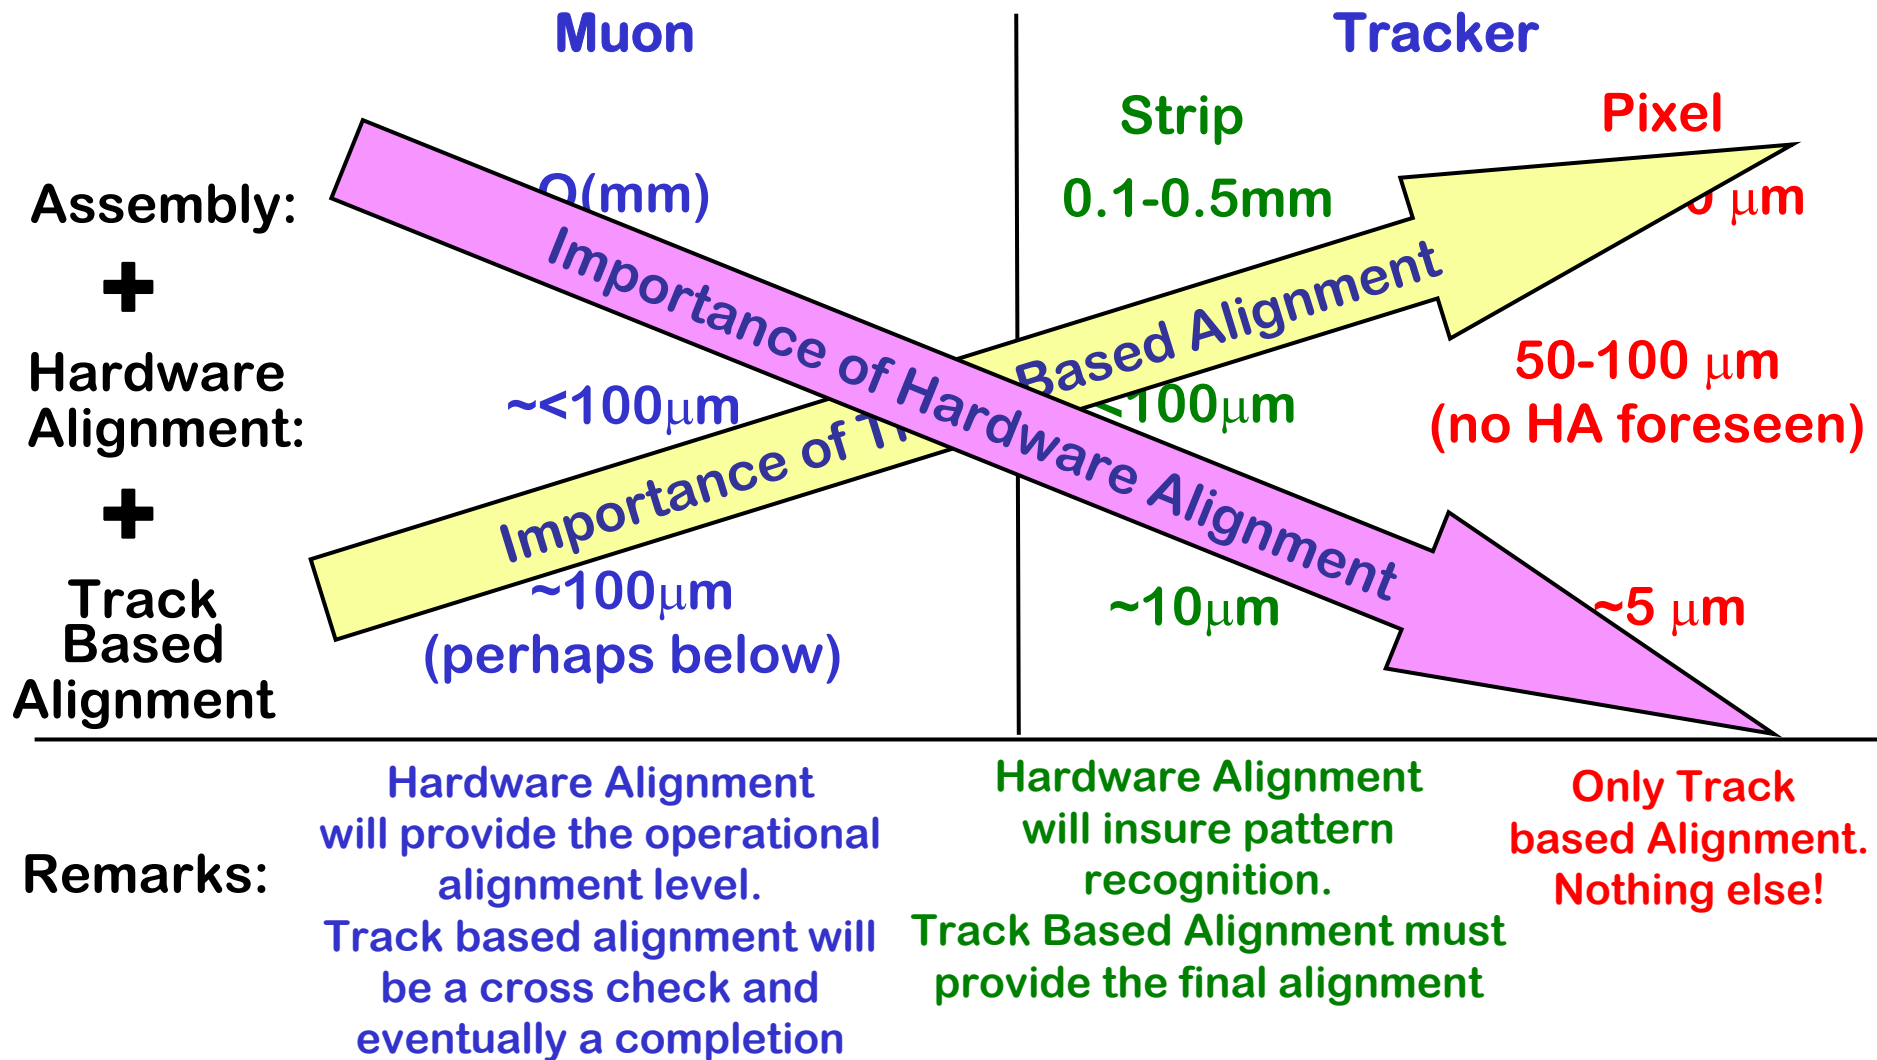 Muon
Tracker
Strip
Pixel
Assembly:
O(mm)
0.1-0.5mm
μm
+
Importance of Hardware Alignment
Importance of
Based Alignment
Hardware
Alignment:
~<100μm
<100μm
50-100 μm
(no HA foreseen)
+
Track
Based
Alignment
~100μm
(perhaps below)
~10μm
~5 μm
Remarks:
Hardware Alignment
will provide the operational
alignment level.
Track based alignment will
be a cross check and
eventually a completion
Hardware Alignment
will insure pattern
recognition.
Track Based Alignment must
provide the final alignment
Only Track
based Alignment.
Nothing else!